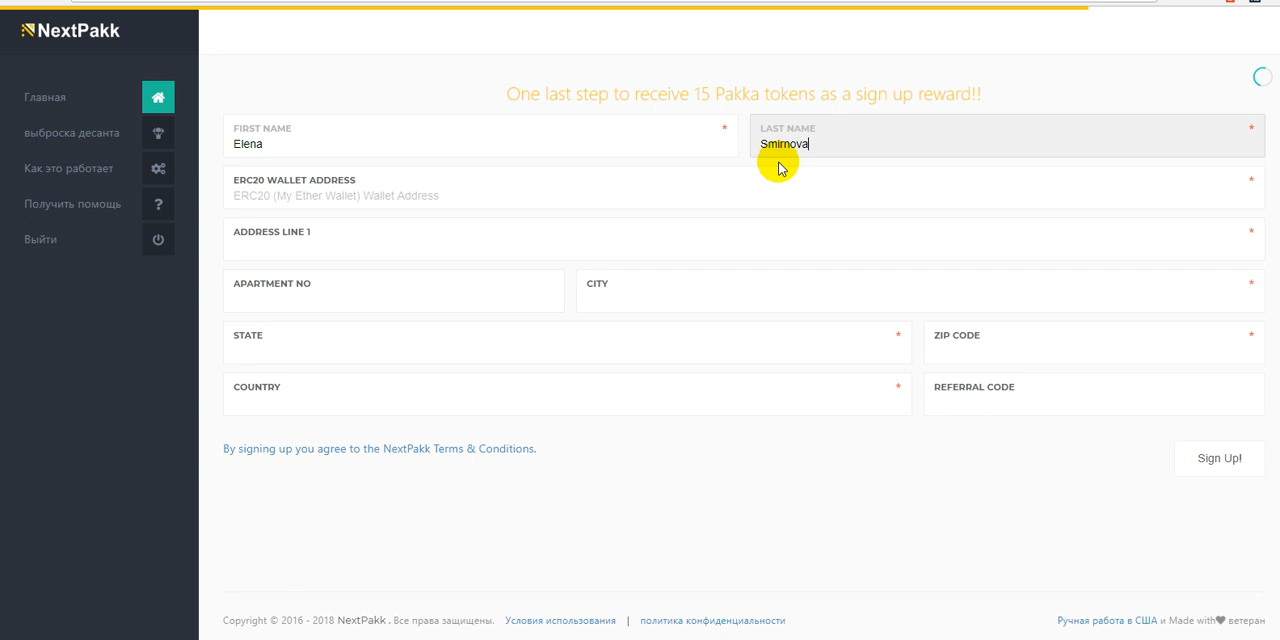 NextPakk
Главная
выброска десанта
Как это работает
Получить помощь
?
Выйти
One last step to receive 15 Pakka tokens as a sign up reward!!
FIRST NAME *
Elena
LAST NAME *
Smirnova
ERC20 WALLET ADDRESS *
ERC20 (My Ether Wallet) Wallet Address
ADDRESS LINE 1 *
APARTMENT NO
CITY *
STATE *
ZIP CODE *
COUNTRY *
REFERRAL CODE
By signing up you agree to the NextPakk Terms & Conditions.
Sign Up!
Copyright © 2016 - 2018 NextPakk . Все права защищены. Условия использования | политика конфиденциальности
Ручная работа в США и Made with♥ ветеран